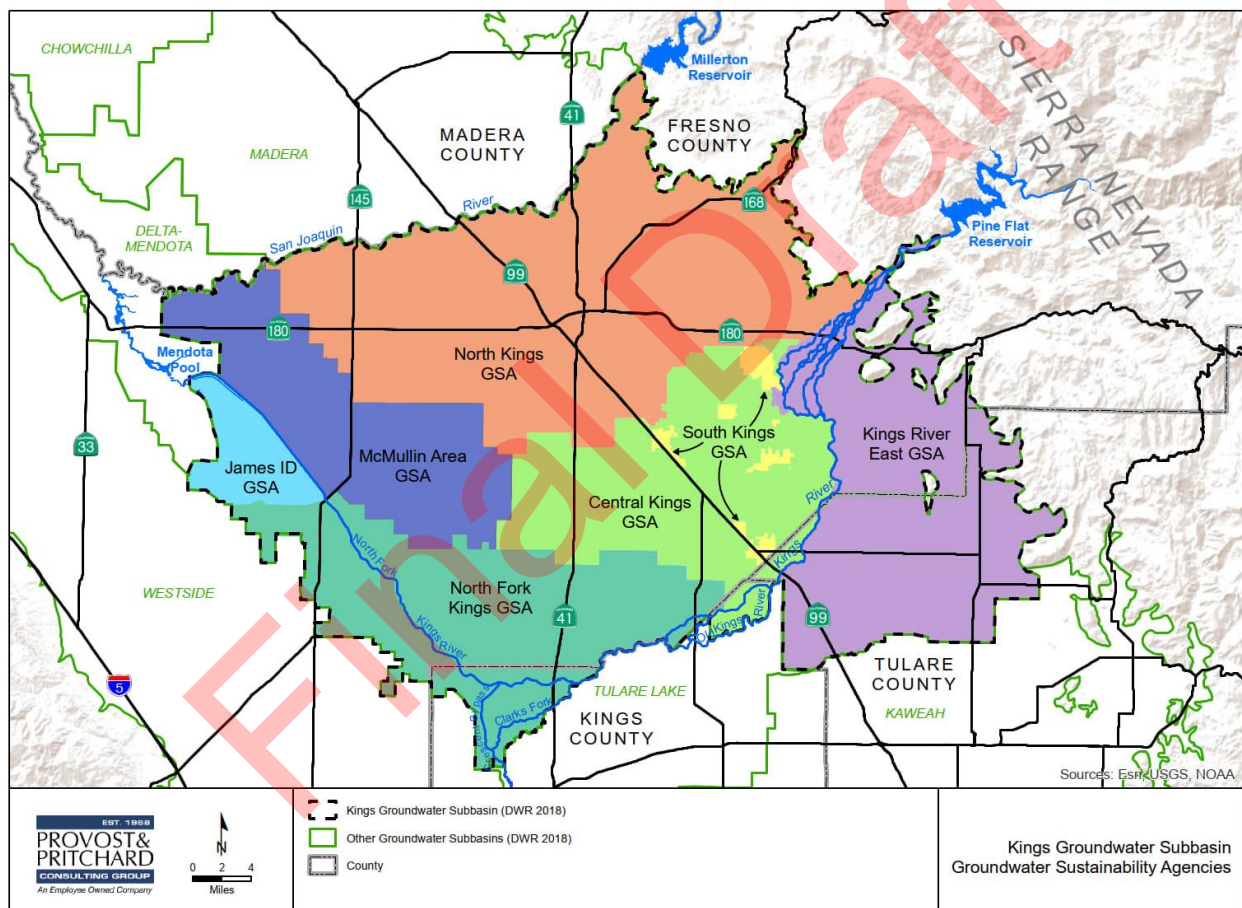 CHOWCHILLA
Millerton
Reservoir
SIERRA NEVADA
RANGE
41
MADERA
COUNTY
FRESNO
COUNTY
MADERA
145
168
River
San Joaquin
DELTA-
MENDOTA
Pine Flat
Reservoir
99
180
180
Mendota
Pool
North Kings
GSA
33
James ID
GSA
McMullin Area
GSA
South Kings
GSA
Kings River
East GSA
Central Kings
GSA
River
Kings
North Fork
WESTSIDE
North Fork
Kings GSA
41
River
Old Kings
99
Kings
River
5
TULARE LAKE
TULARE
COUNTY
KAWEAH
Clarks Fork
KINGS
COUNTY
Crescent Bypass
Final Draft
Sources: Esri, USGS, NOAA
EST. 1968
PROVOST&
PRITCHARD
CONSULTING GROUP
An Employee Owned Company
N
0 2 4
Miles
Kings Groundwater Subbasin (DWR 2018)
Other Groundwater Subbasins (DWR 2018)
County
Kings Groundwater Subbasin
Groundwater Sustainability Agencies